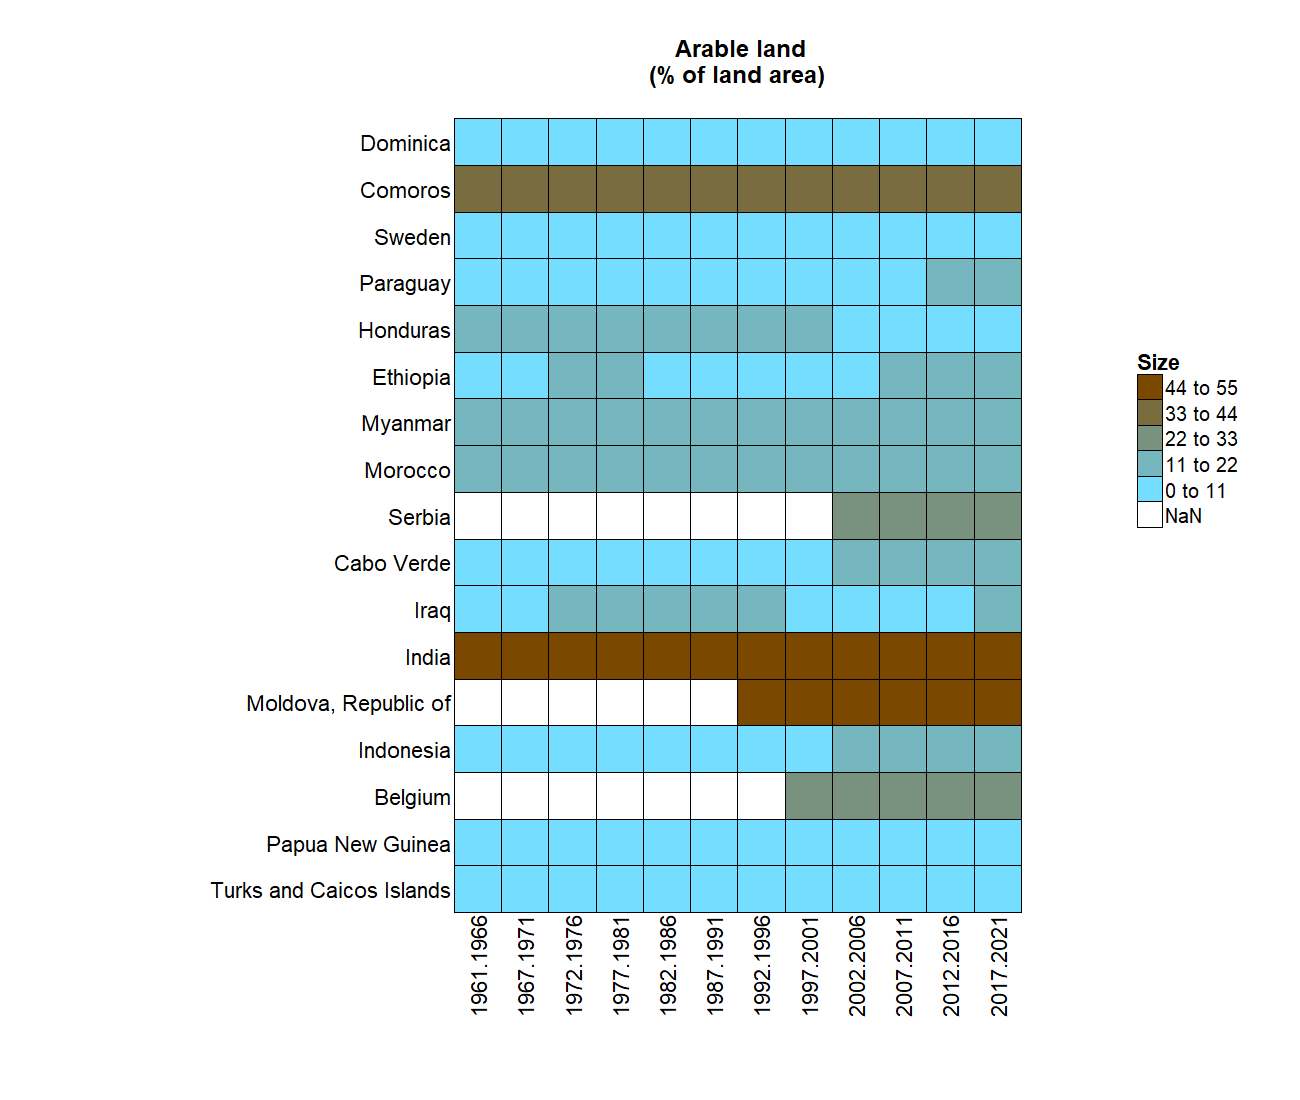 Arable land
(% of land area)
Dominica
Comoros
Sweden
Paraguay
Honduras
Ethiopia
Myanmar
Morocco
Serbia
Cabo Verde
Iraq
India
Moldova, Republic of
Indonesia
Belgium
Papua New Guinea
Turks and Caicos Islands
1961.1966
1967.1971
1972.1976
1977.1981
1982.1986
1987.1991
1992.1996
1997.2001
2002.2006
2007.2011
2012.2016
2017.2021
Size
44 to 55
33 to 44
22 to 33
11 to 22
0 to 11
NaN